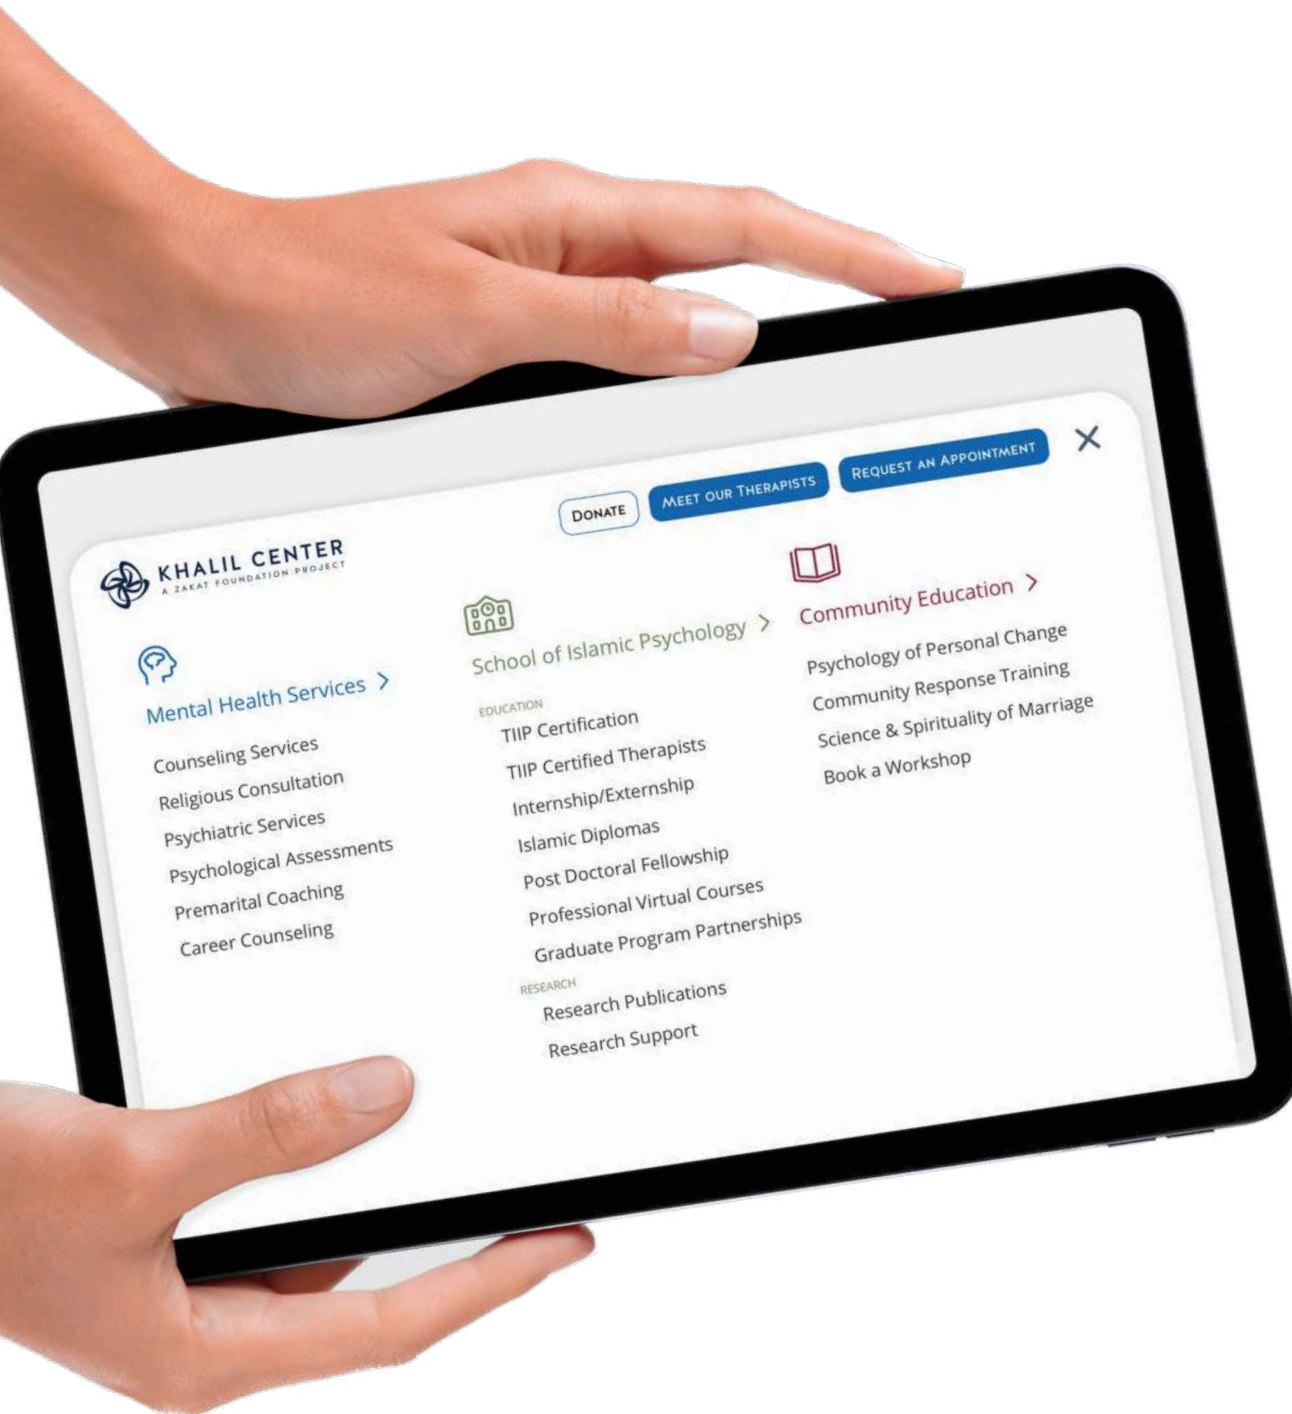 DONATE
MEET OUR THERAPISTS
REQUEST AN APPOINTMENT
KHALIL CENTER
A ZAKAT FOUNDATION PROJECT
Mental Health Services
Counseling Services
Religious Consultation
Psychiatric Services
Psychological Assessments
Premarital Coaching
Career Counseling
School of Islamic Psychology
EDUCATION
TIIP Certification
TIIP Certified Therapists
Internship/Externship
Islamic Diplomas
Post Doctoral Fellowship
Professional Virtual Courses
Graduate Program Partnerships
RESEARCH
Research Publications
Research Support
Community Education
Psychology of Personal Change
Community Response Training
Science & Spirituality of Marriage
Book a Workshop